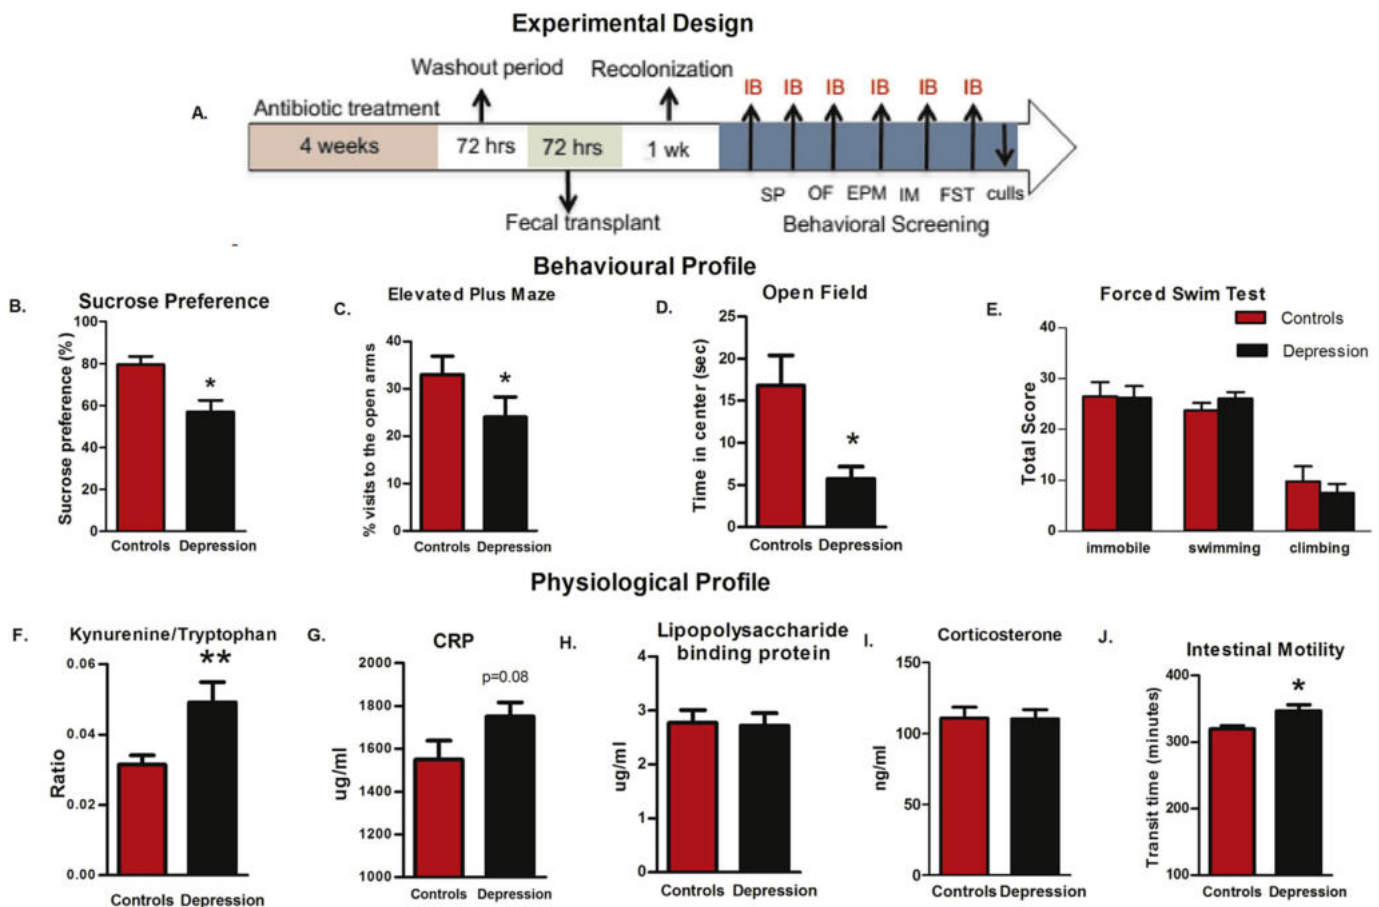 Experimental Design
Washout period
Recolonization
IB IB IB IB IB IB
A.
Antibiotic treatment
4 weeks
72 hrs
72 hrs
1 wk
SP OF EPM IM FST culls
Fecal transplant
Behavioral Screening
Behavioural Profile
B.
Sucrose Preference
Sucrose preference (%)
100
80
60
40
20
0
*
Controls Depression
C.
Elevated Plus Maze
% visits to the open arms
40
30
20
10
0
*
Controls Depression
D.
Open Field
Time in center (sec)
25
20
15
10
5
0
*
Controls Depression
E.
Forced Swim Test
Controls
Depression
Total Score
40
30
20
10
0
immobile swimming climbing
Physiological Profile
F.
Kynurenine/Tryptophan
Ratio
0.06
0.04
0.02
0.00
**
Controls Depression
G.
CRP
ug/ml
2000
1800
1600
1400
1200
1000
p=0.08
Controls Depression
H.
Lipopolysaccharide
binding protein
ug/ml
4
3
2
1
0
Controls Depression
I.
Corticosterone
ng/ml
150
100
50
0
Controls Depression
J.
Intestinal Motility
Transit time (minutes)
400
300
200
100
*
Controls Depression